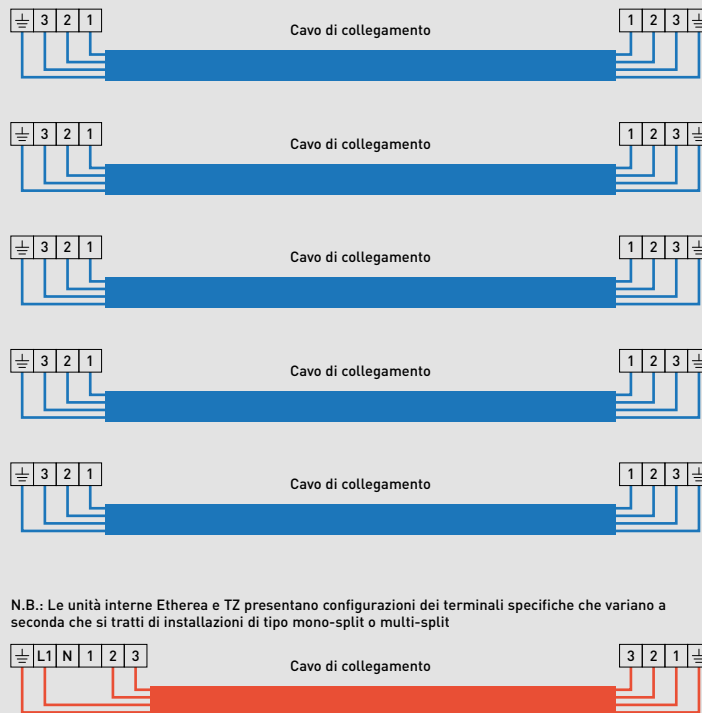 ⏚ 3 2 1 Cavo di collegamento 1 2 3 ⏚
⏚ 3 2 1 Cavo di collegamento 1 2 3 ⏚
⏚ 3 2 1 Cavo di collegamento 1 2 3 ⏚
⏚ 3 2 1 Cavo di collegamento 1 2 3 ⏚
⏚ 3 2 1 Cavo di collegamento 1 2 3 ⏚
N.B.: Le unità interne Etherea e TZ presentano configurazioni dei terminali specifiche che variano a
seconda che si tratti di installazioni di tipo mono-split o multi-split
⏚ L1 N 1 2 3 Cavo di collegamento 3 2 1 ⏚